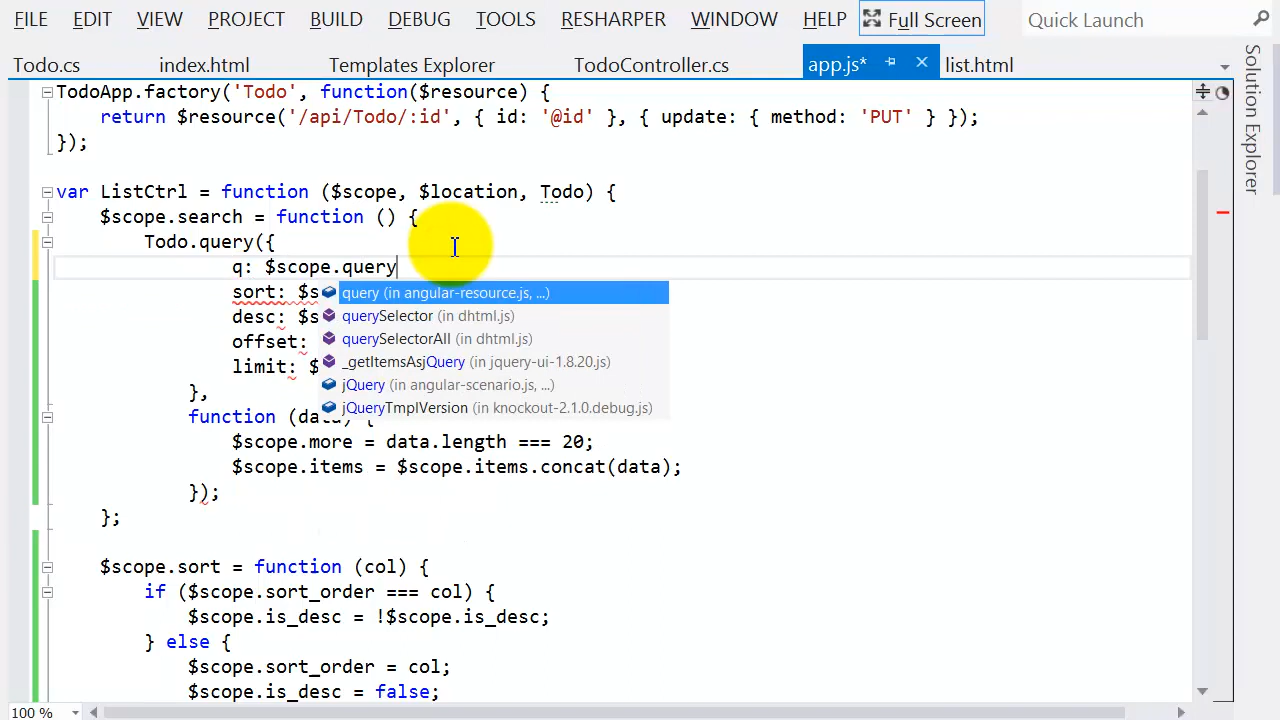 FILE EDIT VIEW PROJECT BUILD DEBUG TOOLS RESHARPER WINDOW HELP Full Screen Quick Launch
Todo.cs index.html Templates Explorer TodoController.cs app.js* list.html
Solution Explorer
TodoApp.factory('Todo', function($resource) {
return $resource('/api/Todo/:id', { id: '@id' }, { update: { method: 'PUT' } });
});
var ListCtrl = function ($scope, $location, Todo) {
$scope.search = function () {
Todo.query({
q: $scope.query
sort: $s
query (in angular-resource.js, ...)
desc: $s
querySelector (in dhtml.js)
offset:
querySelectorAll (in dhtml.js)
limit: $
_getItemsAsjQuery (in jquery-ui-1.8.20.js)
},
jQuery (in angular-scenario.js, ...)
function (data) {
jQueryTmplVersion (in knockout-2.1.0.debug.js)
$scope.more = data.length === 20;
$scope.items = $scope.items.concat(data);
});
};
$scope.sort = function (col) {
if ($scope.sort_order === col) {
$scope.is_desc = !$scope.is_desc;
} else {
$scope.sort_order = col;
$scope.is_desc = false;
100 %